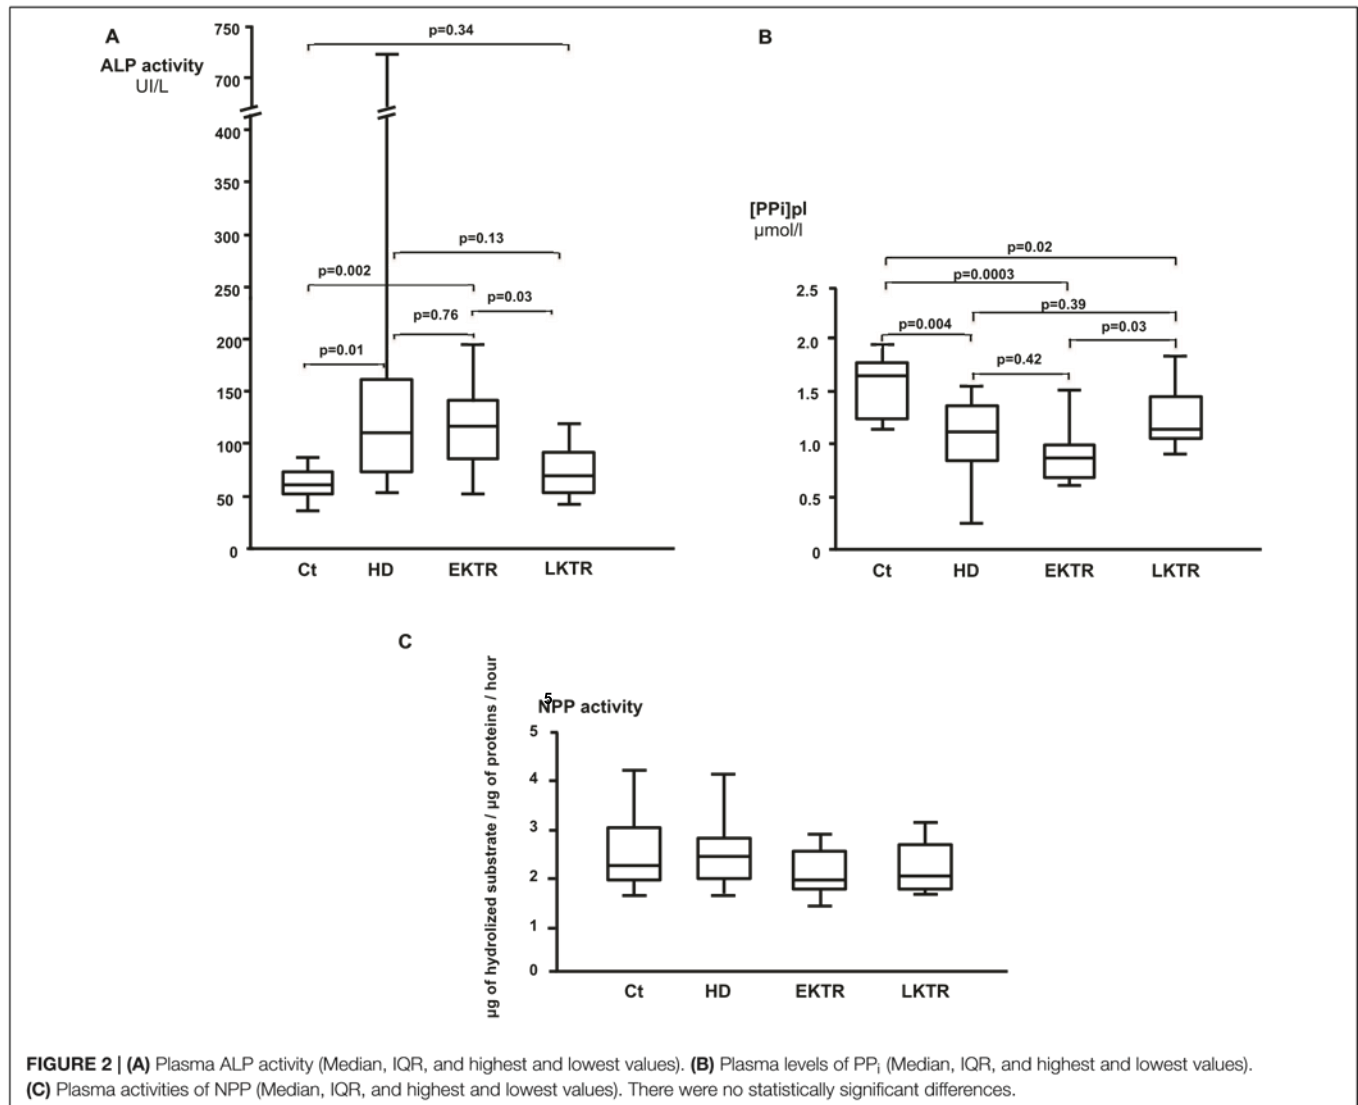 A
ALP activity
UI/L
750
700
400
350
300
250
200
150
100
50
0
p=0.34
p=0.13
p=0.002
p=0.03
p=0.76
p=0.01
Ct HD EKTR LKTR
B
[PPi]pl
µmol/l
2.5
2.0
1.5
1.0
0.5
0
p=0.02
p=0.0003
p=0.39
p=0.004
p=0.03
p=0.42
Ct HD EKTR LKTR
C
µg of hydrolized substrate / µg of proteins / hour
5
NPP activity
5
4
3
2
1
0
Ct HD EKTR LKTR
FIGURE 2 | (A) Plasma ALP activity (Median, IQR, and highest and lowest values). (B) Plasma levels of PPi (Median, IQR, and highest and lowest values).
(C) Plasma activities of NPP (Median, IQR, and highest and lowest values). There were no statistically significant differences.